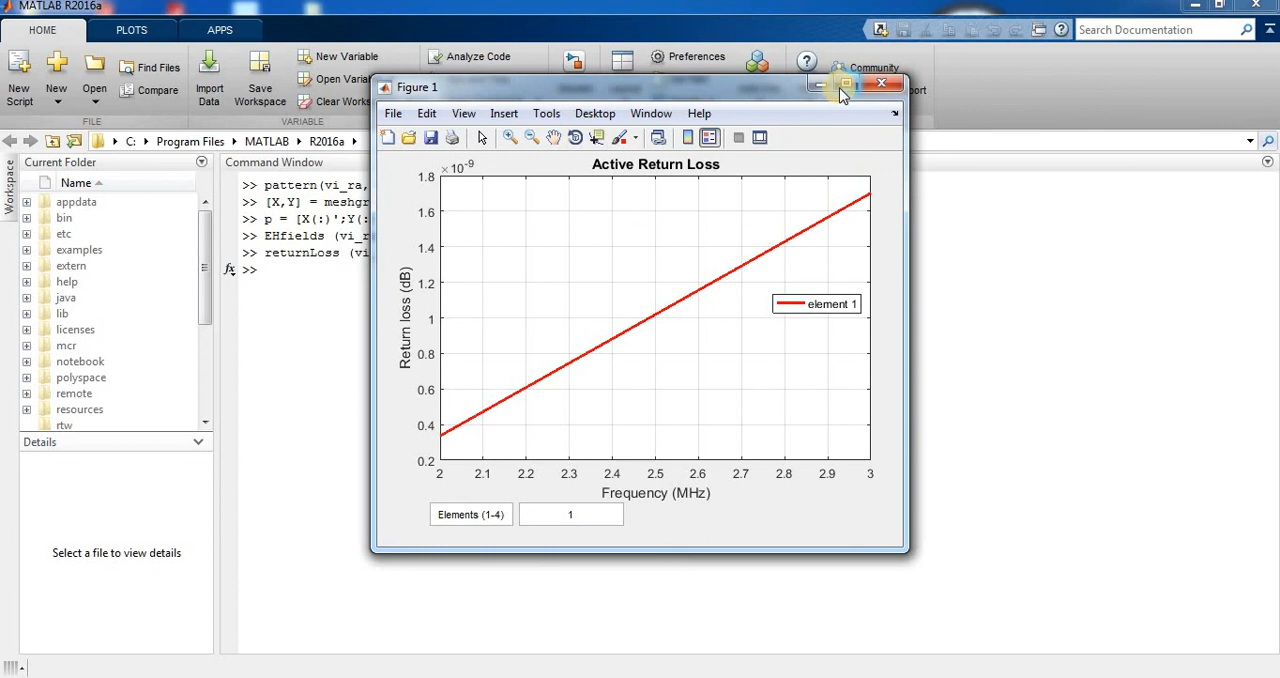 MATLAB R2016a
HOME
PLOTS
APPS
Search Documentation
New Script
New
Open
Find Files
Compare
FILE
Import Data
Save Workspace
New Variable
Open Varia
Clear Works
VARIABLE
Analyze Code
Preferences
Community
C:
Program Files
MATLAB
R2016a
Workspace
Current Folder
Name
appdata
bin
etc
examples
extern
help
java
lib
licenses
mcr
notebook
polyspace
remote
resources
rtw
Details
Select a file to view details
Command Window
>> pattern(vi_ra,
>> [X,Y] = meshgr
>> p = [X(:)';Y(:
>> EHfields (vi_r
>> returnLoss (vi
fx >>
Figure 1
File Edit View Insert Tools Desktop Window Help
Active Return Loss
×10-9
1.8
1.6
1.4
1.2
1
0.8
0.6
0.4
0.2
Return loss (dB)
element 1
2 2.1 2.2 2.3 2.4 2.5 2.6 2.7 2.8 2.9 3
Frequency (MHz)
Elements (1-4)
1